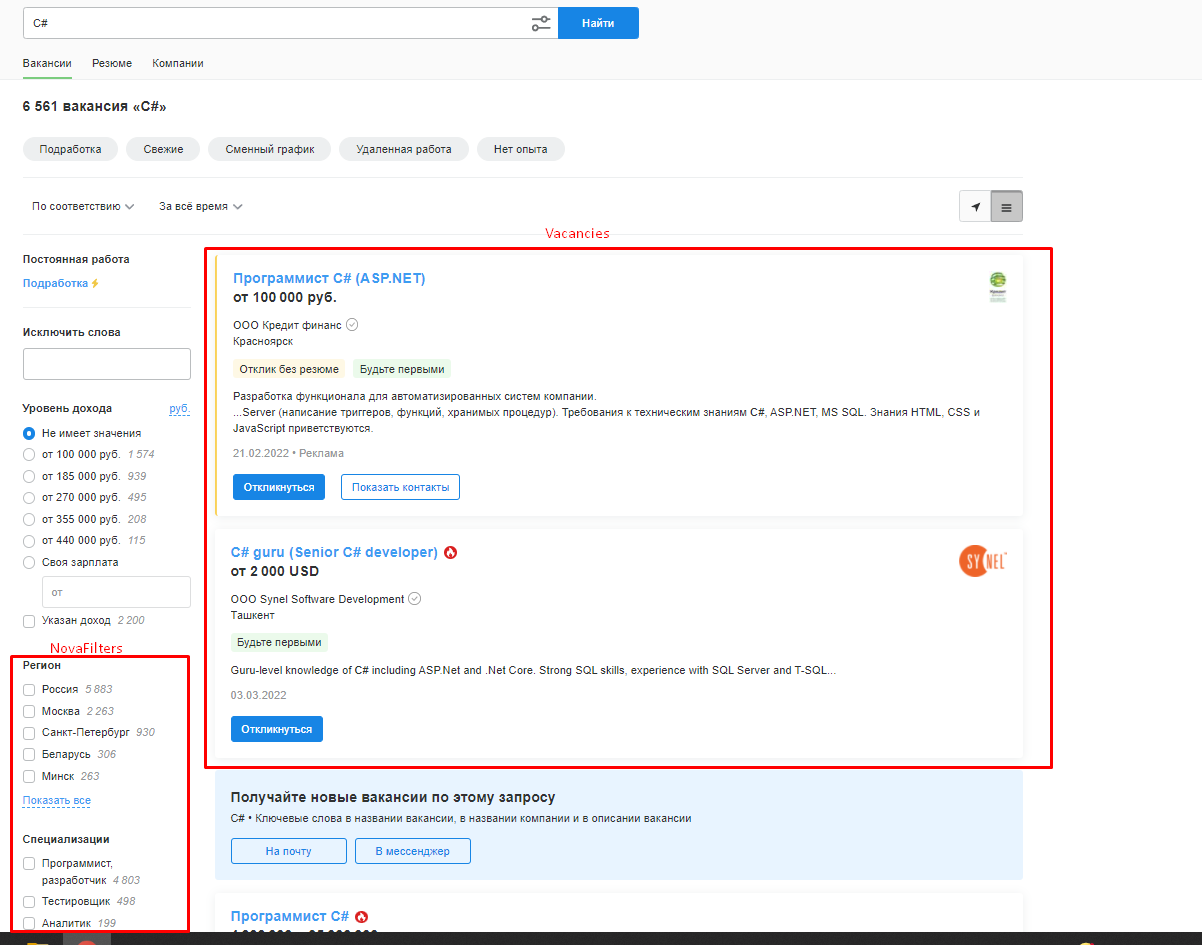 C#
Найти
Вакансии Резюме Компании
6 561 вакансия «C#»
Подработка Свежие Сменный график Удаленная работа Нет опыта
По соответствию За всё время
Vacancies
Постоянная работа
Подработка
Исключить слова
Уровень дохода руб.
Не имеет значения
от 100 000 руб. 1 574
от 185 000 руб. 939
от 270 000 руб. 495
от 355 000 руб. 208
от 440 000 руб. 115
Своя зарплата
от
Указан доход 2 200
NovaFilters
Регион
Россия 5 883
Москва 2 263
Санкт-Петербург 930
Беларусь 306
Минск 263
Показать все
Специализации
Программист,
разработчик 4 803
Тестировщик 498
Аналитик 199
Программист C# (ASP.NET)
от 100 000 руб.
ООО Кредит финанс
Красноярск
Отклик без резюме Будьте первыми
Разработка функционала для автоматизированных систем компании.
...Server (написание триггеров, функций, хранимых процедур). Требования к техническим знаниям C#, ASP.NET, MS SQL. Знания HTML, CSS и
JavaScript приветствуются.
21.02.2022 • Реклама
Откликнуться Показать контакты
C# guru (Senior C# developer)
от 2 000 USD
SYNEL
ООО Synel Software Development
Ташкент
Будьте первыми
Guru-level knowledge of C# including ASP.Net and .Net Core. Strong SQL skills, experience with SQL Server and T-SQL...
03.03.2022
Откликнуться
Получайте новые вакансии по этому запросу
C# • Ключевые слова в названии вакансии, в названии компании и в описании вакансии
На почту В мессенджер
Программист C#